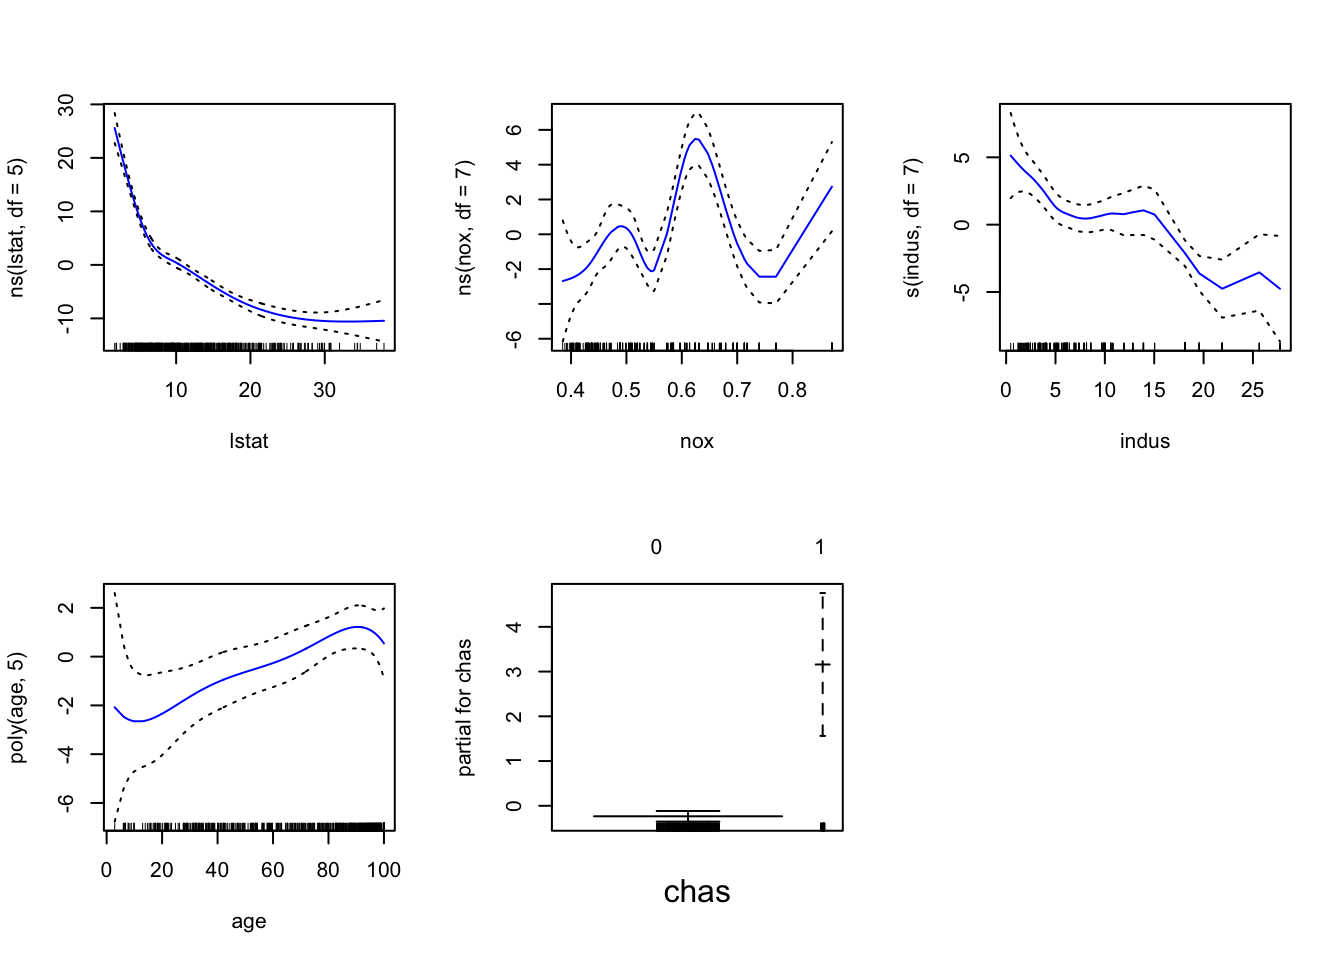 ns(lstat, df = 5)
30
20
10
0
-10
10 20 30
lstat
ns(nox, df = 7)
6
4
2
0
-2
-6
0.4 0.5 0.6 0.7 0.8
nox
s(indus, df = 7)
5
0
-5
0 5 10 15 20 25
indus
poly(age, 5)
2
0
-2
-4
-6
0 20 40 60 80 100
age
0 1
partial for chas
4
3
2
1
0
chas